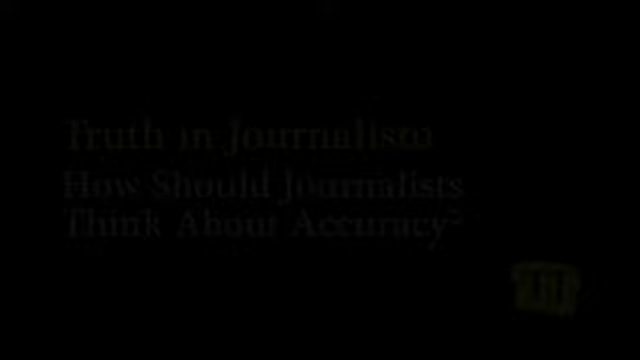 Truth in Journalism
How Should Journalists
Think About Accuracy?